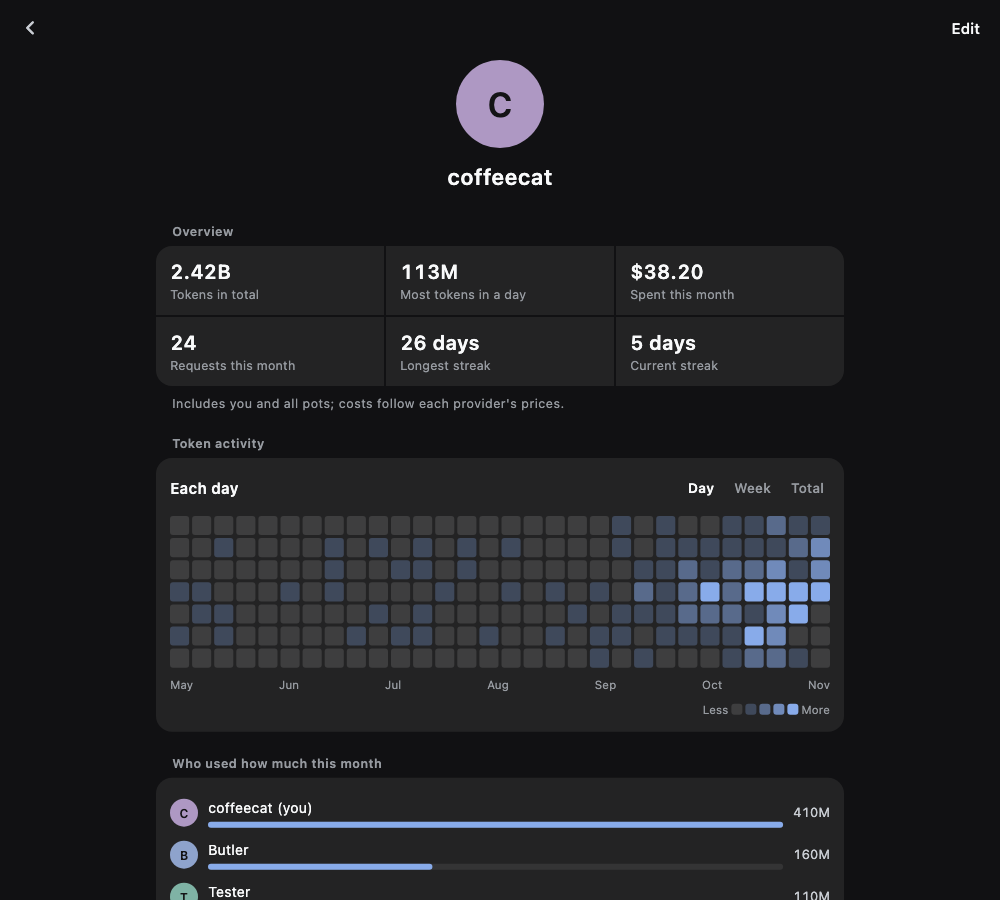 Edit
C
coffeecat
Overview
2.42B
Tokens in total
113M
Most tokens in a day
$38.20
Spent this month
24
Requests this month
26 days
Longest streak
5 days
Current streak
Includes you and all pots; costs follow each provider's prices.
Token activity
Each day
Day Week Total
May Jun Jul Aug Sep Oct Nov
Less More
Who used how much this month
C
coffeecat (you)
410M
B
Butler
160M
T
Tester
110M